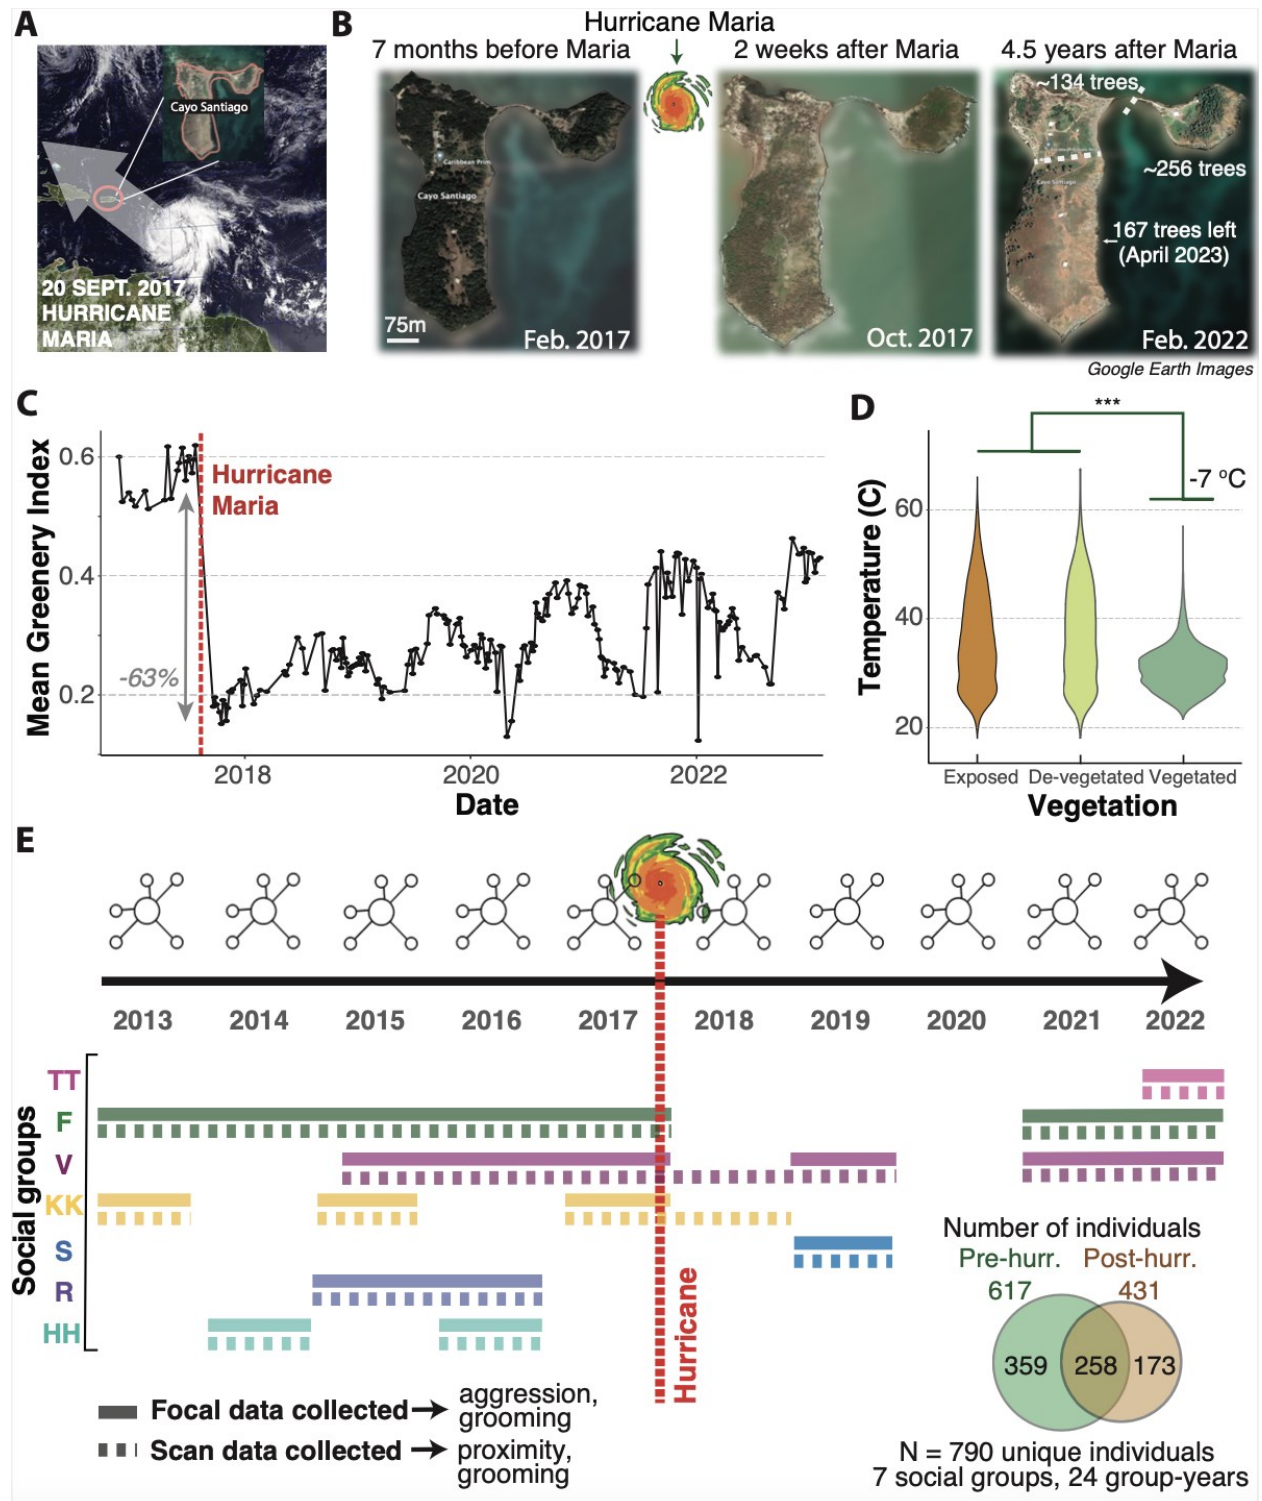 A
Cayo Santiago
20 SEPT. 2017
HURRICANE
MARIA
B
Hurricane Maria
7 months before Maria
2 weeks after Maria
4.5 years after Maria
Caribbean Prim
Cayo Santiago
75m
Feb. 2017
Oct. 2017
~134 trees
~256 trees
167 trees left
(April 2023)
Feb. 2022
Google Earth Images
C
Mean Greenery Index
0.6
0.4
0.2
Hurricane
Maria
-63%
2018
2020
2022
Date
D
***
-7 °C
Temperature (C)
60
40
20
Exposed
De-vegetated
Vegetated
Vegetation
E
2013
2014
2015
2016
2017
2018
2019
2020
2021
2022
Social groups
TT
F
V
KK
S
R
HH
Hurricane
Number of individuals
Pre-hurr.
Post-hurr.
617
431
359
258
173
N = 790 unique individuals
7 social groups, 24 group-years
Focal data collected
aggression,
grooming
Scan data collected
proximity,
grooming